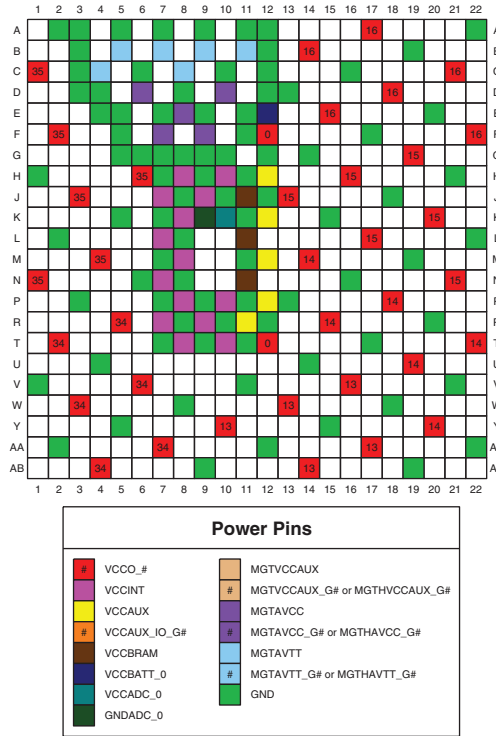 1 2 3 4 5 6 7 8 9 10 11 12 13 14 15 16 17 18 19 20 21 22
A 16
B 16
C 35 16
D 16
E 16
F 35 0 16
G 15
H 35 15
J 35 15
K 15
L 15
M 35 14
N 35 15
P 14
R 34 14
T 34 0 14
U 14
V 34 13
W 34 13
Y 13 14
AA 34 13
AB 34 13
1 2 3 4 5 6 7 8 9 10 11 12 13 14 15 16 17 18 19 20 21 22
Power Pins
# VCCO_#
VCCINT
VCCAUX
# VCCAUX_IO_G#
VCCBRAM
VCCBATT_0
VCCADC_0
GNDADC_0
MGTVCCAUX
# MGTVCCAUX_G# or MGTHVCCAUX_G#
MGTAVCC
# MGTAVCC_G# or MGTHAVCC_G#
MGTAVTT
# MGTAVTT_G# or MGTHAVTT_G#
GND